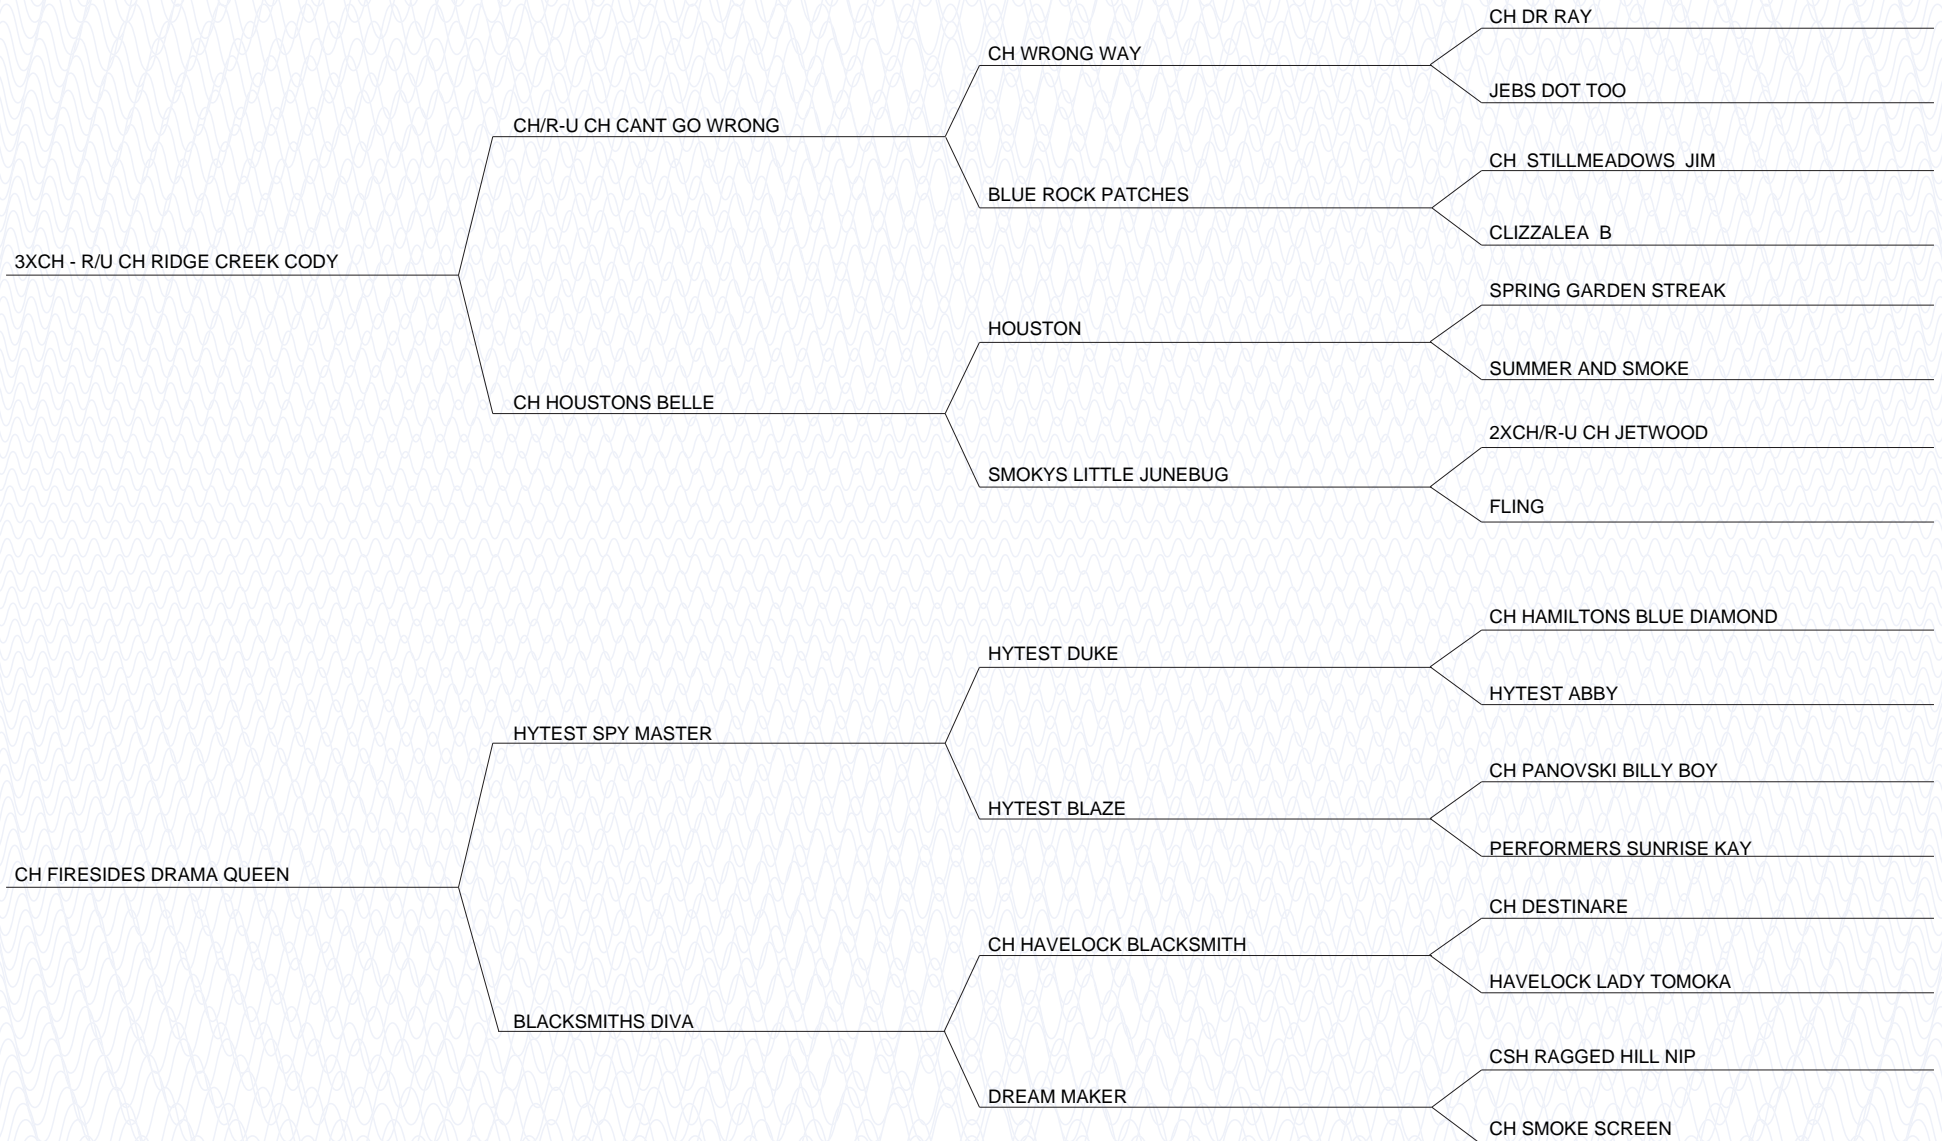 CH DR RAY
CH WRONG WAY
JEBS DOT TOO
CH/R-U CH CANT GO WRONG
CH  STILLMEADOWS  JIM
BLUE ROCK PATCHES
CLIZZALEA  B
3XCH - R/U CH RIDGE CREEK CODY
SPRING GARDEN STREAK
HOUSTON
SUMMER AND SMOKE
CH HOUSTONS BELLE
2XCH/R-U CH JETWOOD
SMOKYS LITTLE JUNEBUG
FLING
CH HAMILTONS BLUE DIAMOND
HYTEST DUKE
HYTEST ABBY
HYTEST SPY MASTER
CH PANOVSKI BILLY BOY
HYTEST BLAZE
PERFORMERS SUNRISE KAY
CH FIRESIDES DRAMA QUEEN
CH DESTINARE
CH HAVELOCK BLACKSMITH
HAVELOCK LADY TOMOKA
BLACKSMITHS DIVA
CSH RAGGED HILL NIP
DREAM MAKER
CH SMOKE SCREEN